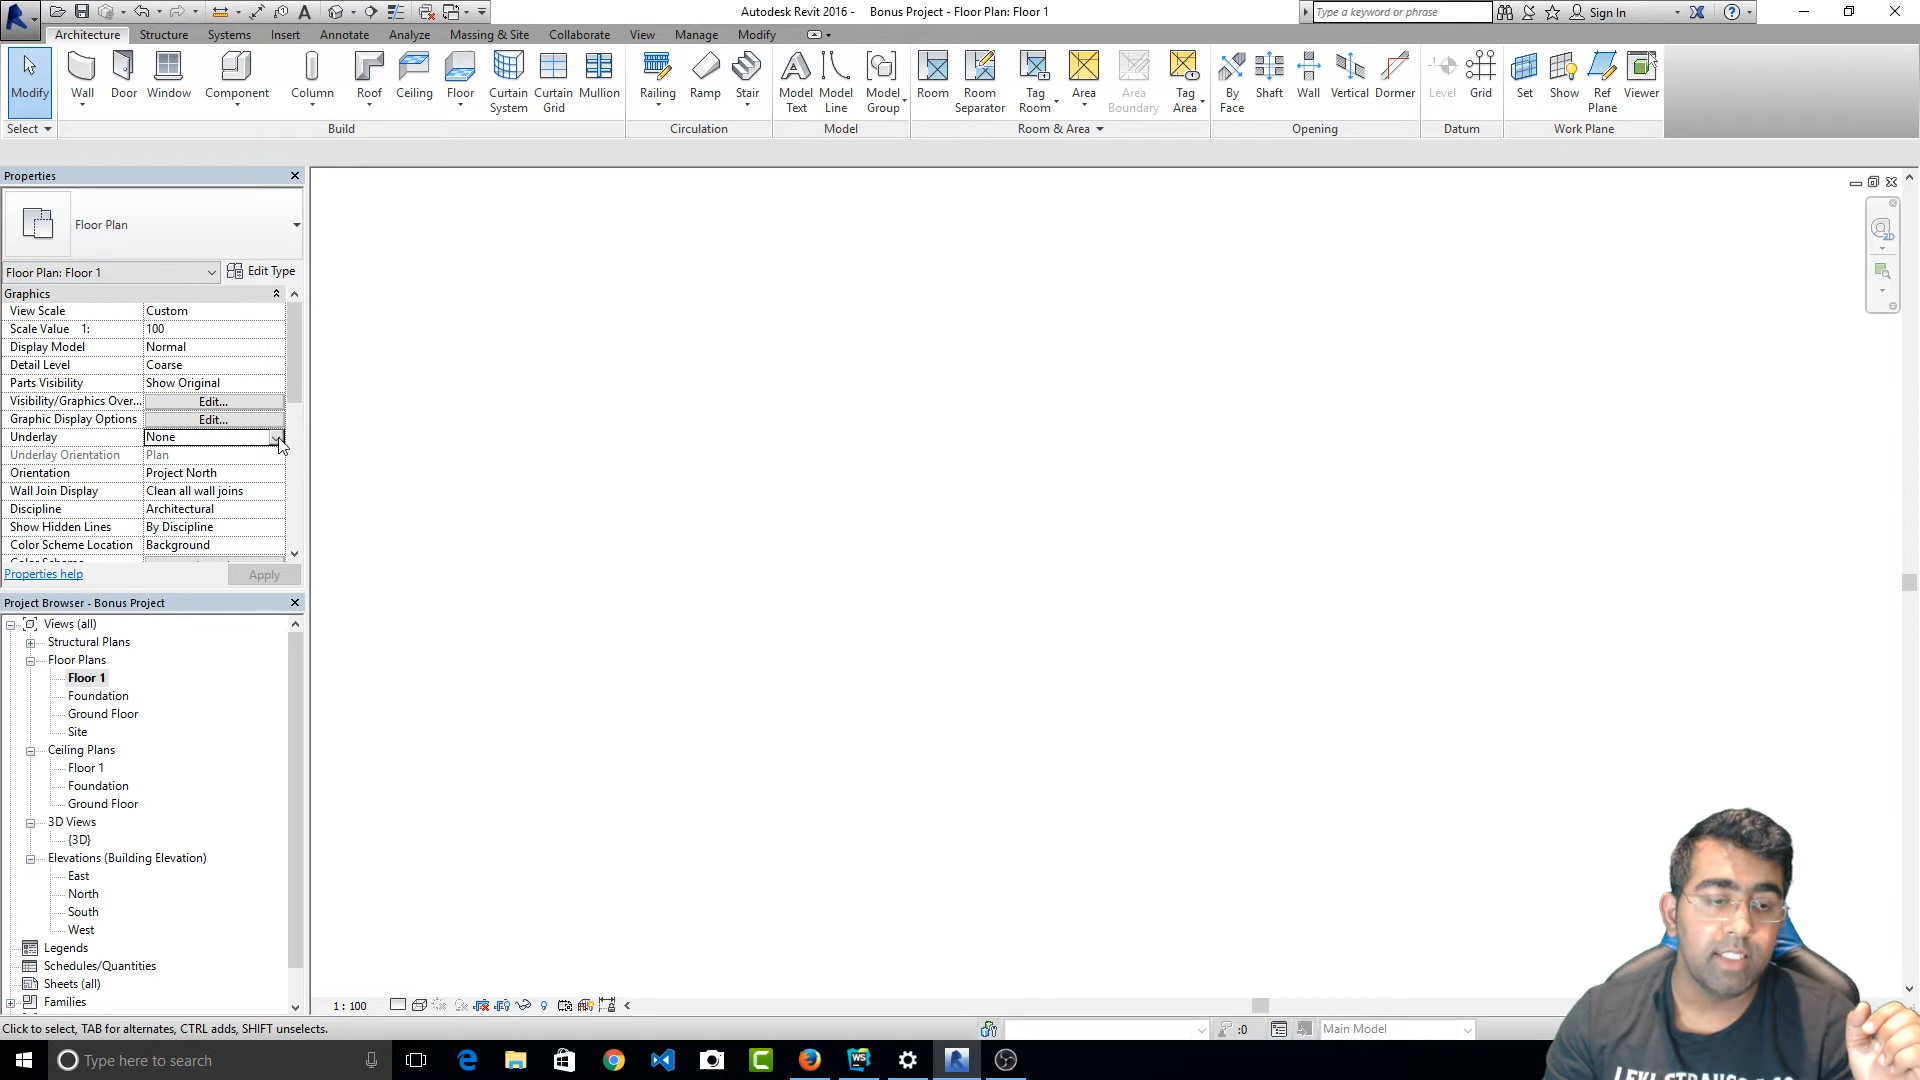 Autodesk Revit 2016 - Bonus Project - Floor Plan: Floor 1
Type a keyword or phrase
Sign In
Architecture Structure Systems Insert Annotate Analyze Massing & Site Collaborate View Manage Modify
Modify Wall Door Window Component Column Roof Ceiling Floor Curtain System Curtain Grid Mullion Railing Ramp Stair Model Text Model Line Model Group Room Room Separator Tag Room Area Area Boundary Tag Area By Face Shaft Wall Vertical Dormer Level Grid Set Show Ref Plane Viewer
Select Build Circulation Model Room & Area Opening Datum Work Plane
Properties
Floor Plan
Floor Plan: Floor 1 Edit Type
Graphics
View Scale Custom
Scale Value 1: 100
Display Model Normal
Detail Level Coarse
Parts Visibility Show Original
Visibility/Graphics Over... Edit...
Graphic Display Options Edit...
Underlay None
Underlay Orientation Plan
Orientation Project North
Wall Join Display Clean all wall joins
Discipline Architectural
Show Hidden Lines By Discipline
Color Scheme Location Background
Properties help Apply
Project Browser - Bonus Project
Views (all)
Structural Plans
Floor Plans
Floor 1
Foundation
Ground Floor
Site
Ceiling Plans
Floor 1
Foundation
Ground Floor
3D Views
{3D}
Elevations (Building Elevation)
East
North
South
West
Legends
Schedules/Quantities
Sheets (all)
Families
2D
1 : 100
Click to select, TAB for alternates, CTRL adds, SHIFT unselects.
:0
Main Model
Type here to search
WS